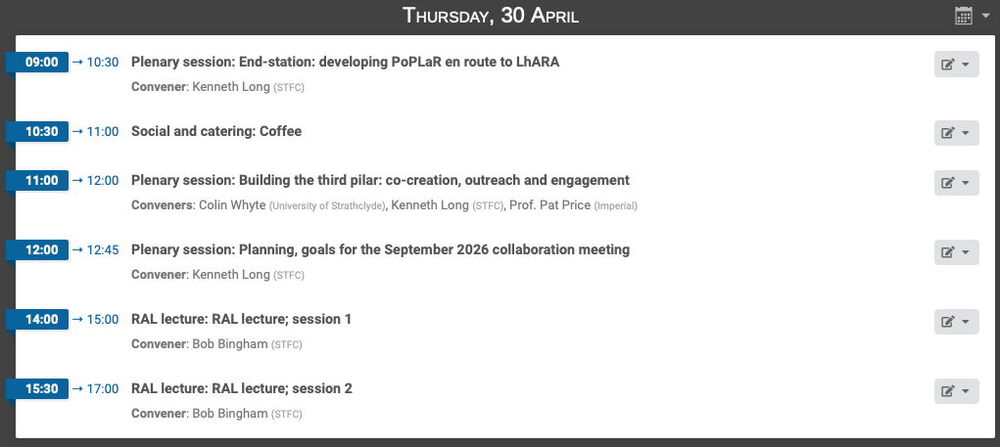 Thursday, 30 April
09:00 → 10:30 Plenary session: End-station: developing PoPLaR en route to LhARA
Convener: Kenneth Long (STFC)
10:30 → 11:00 Social and catering: Coffee
11:00 → 12:00 Plenary session: Building the third pilar: co-creation, outreach and engagement
Conveners: Colin Whyte (University of Strathclyde), Kenneth Long (STFC), Prof. Pat Price (Imperial)
12:00 → 12:45 Plenary session: Planning, goals for the September 2026 collaboration meeting
Convener: Kenneth Long (STFC)
14:00 → 15:00 RAL lecture: RAL lecture; session 1
Convener: Bob Bingham (STFC)
15:30 → 17:00 RAL lecture: RAL lecture; session 2
Convener: Bob Bingham (STFC)